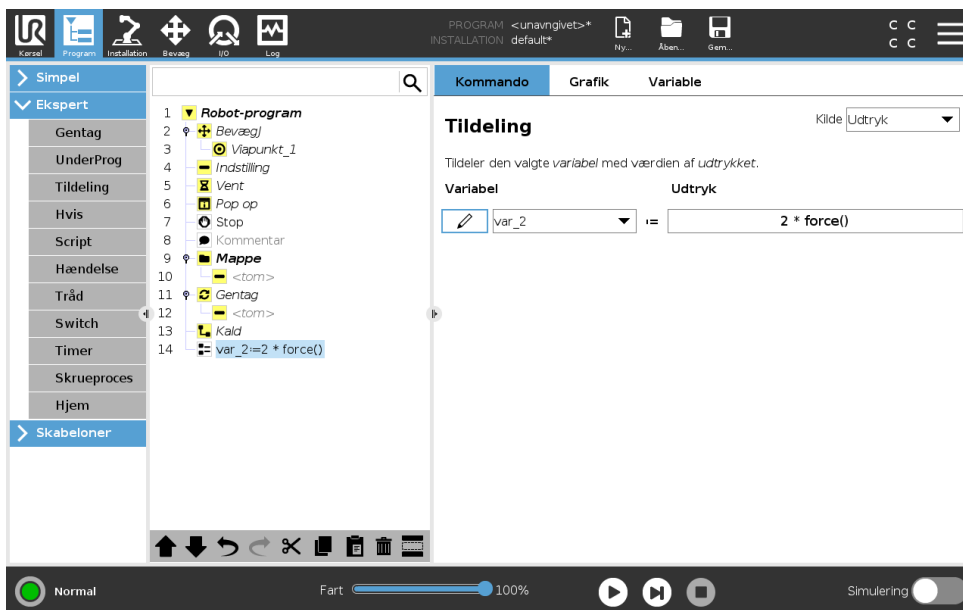 PROGRAM <unavngivet>*
INSTALLATION default*
UR
Kørsel
Program
Installation
Bevæg
I/O
Log
Ny...
Åben...
Gem...
C C
C C
Simpel
Ekspert
Gentag
UnderProg
Tildeling
Hvis
Script
Hændelse
Tråd
Switch
Timer
Skrueproces
Hjem
Skabeloner
1 Robot-program
2 BevægJ
3 Viapunkt_1
4 Indstilling
5 Vent
6 Pop op
7 Stop
8 Kommentar
9 Mappe
10 <tom>
11 Gentag
12 <tom>
13 Kald
14 var_2:=2 * force()
Kommando
Grafik
Variable
Tildeling
Kilde Udtryk
Tildeler den valgte variabel med værdien af udtrykket.
Variabel
Udtryk
var_2
:=
2 * force()
Normal
Fart
100%
Simulering